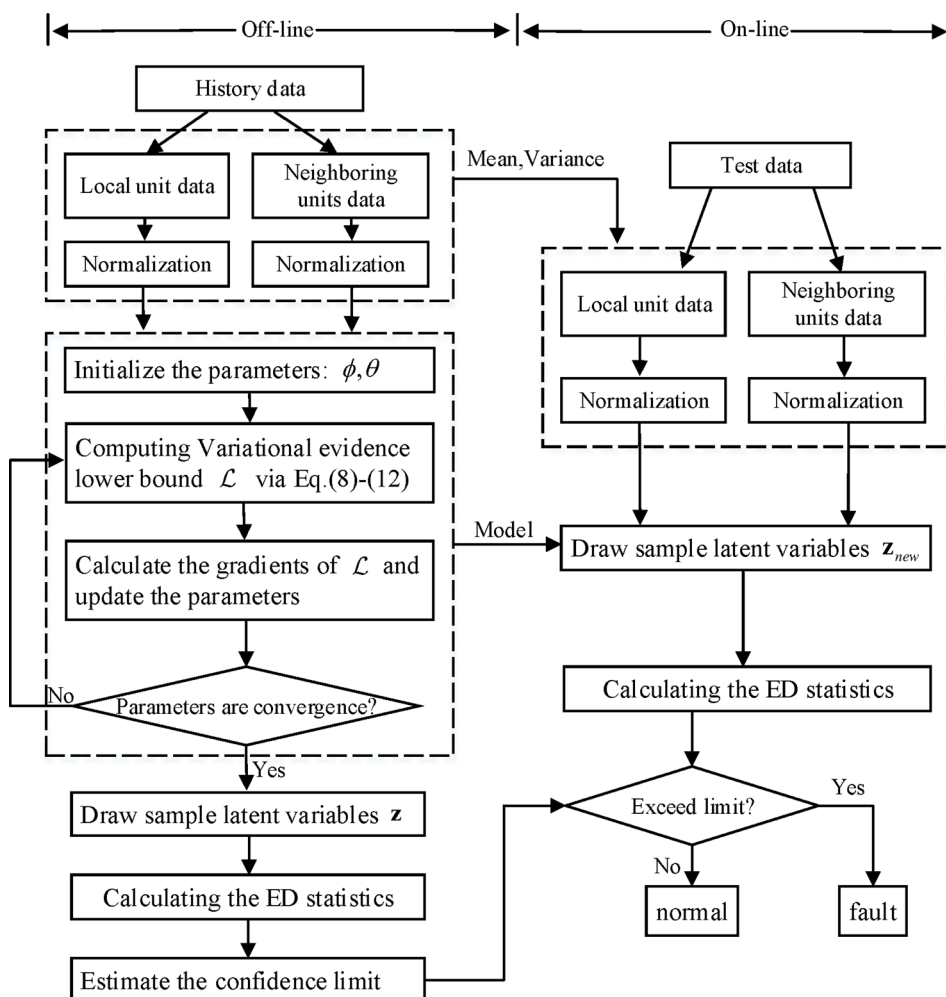 Off-line
On-line
History data
Local unit data
Neighboring
units data
Normalization
Normalization
Mean,Variance
Test data
Local unit data
Neighboring
units data
Normalization
Normalization
Initialize the parameters: ϕ,θ
Computing Variational evidence
lower bound ℒ via Eq.(8)-(12)
Calculate the gradients of ℒ and
update the parameters
Parameters are convergence?
No
Yes
Model
Draw sample latent variables z
Calculating the ED statistics
Estimate the confidence limit
Draw sample latent variables z_new
Calculating the ED statistics
Exceed limit?
Yes
No
normal
fault